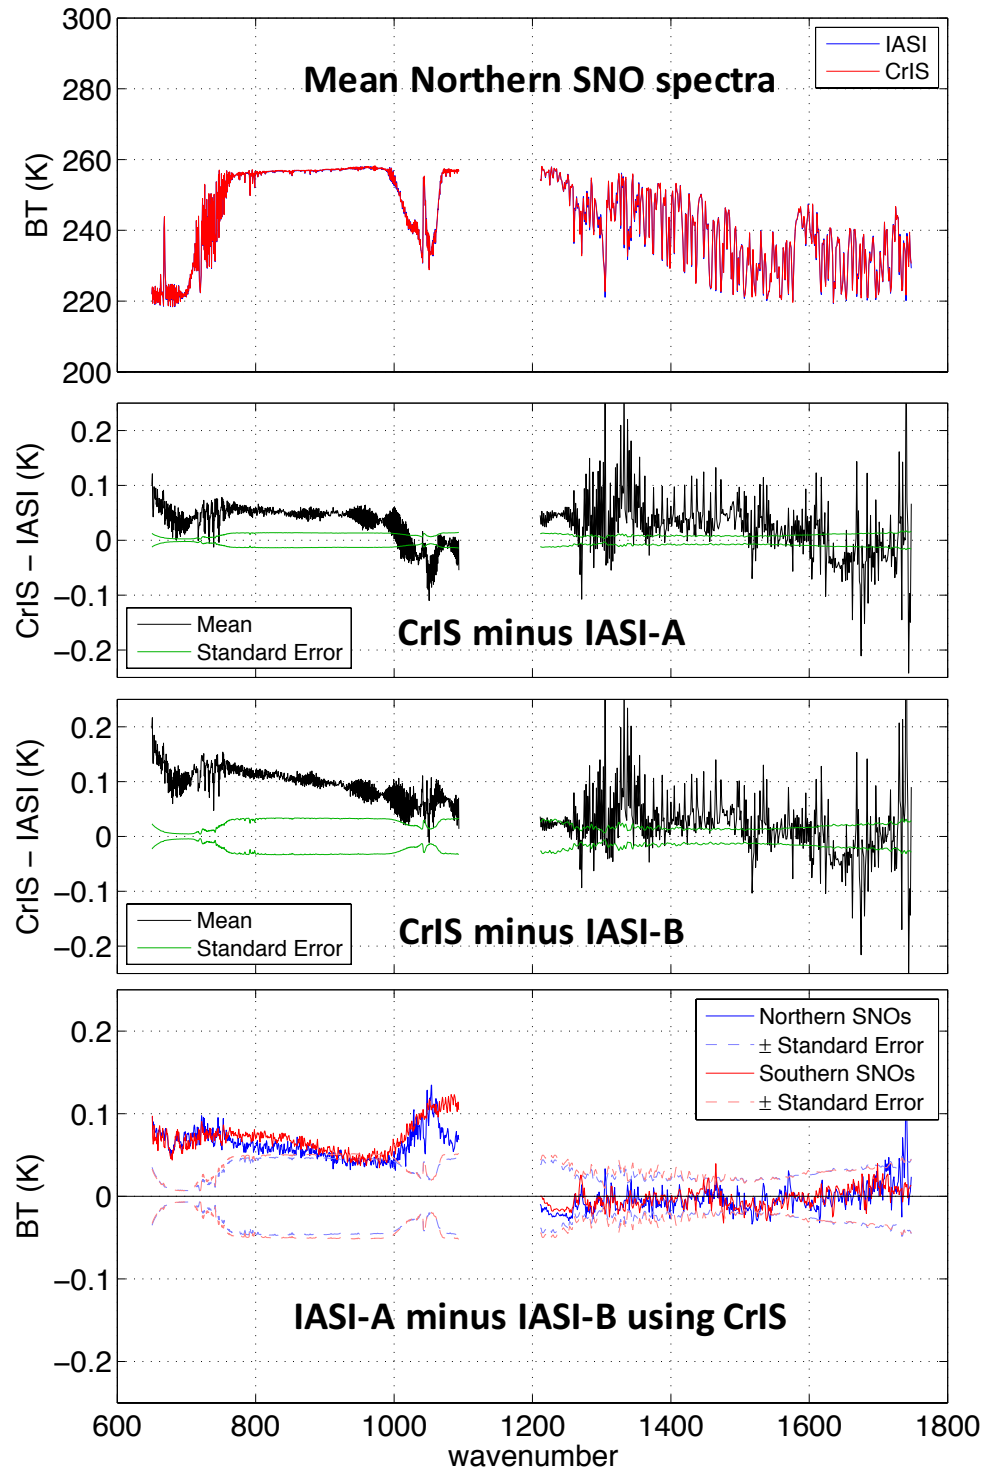 300
280
260
240
220
200
BT (K)
Mean Northern SNO spectra
IASI
CrIS
0.2
0.1
0
−0.1
−0.2
CrIS − IASI (K)
Mean
Standard Error
CrIS minus IASI-A
0.2
0.1
0
−0.1
−0.2
CrIS − IASI (K)
Mean
Standard Error
CrIS minus IASI-B
0.2
0.1
0
−0.1
−0.2
BT (K)
Northern SNOs
± Standard Error
Southern SNOs
± Standard Error
IASI-A minus IASI-B using CrIS
600 800 1000 1200 1400 1600 1800
wavenumber